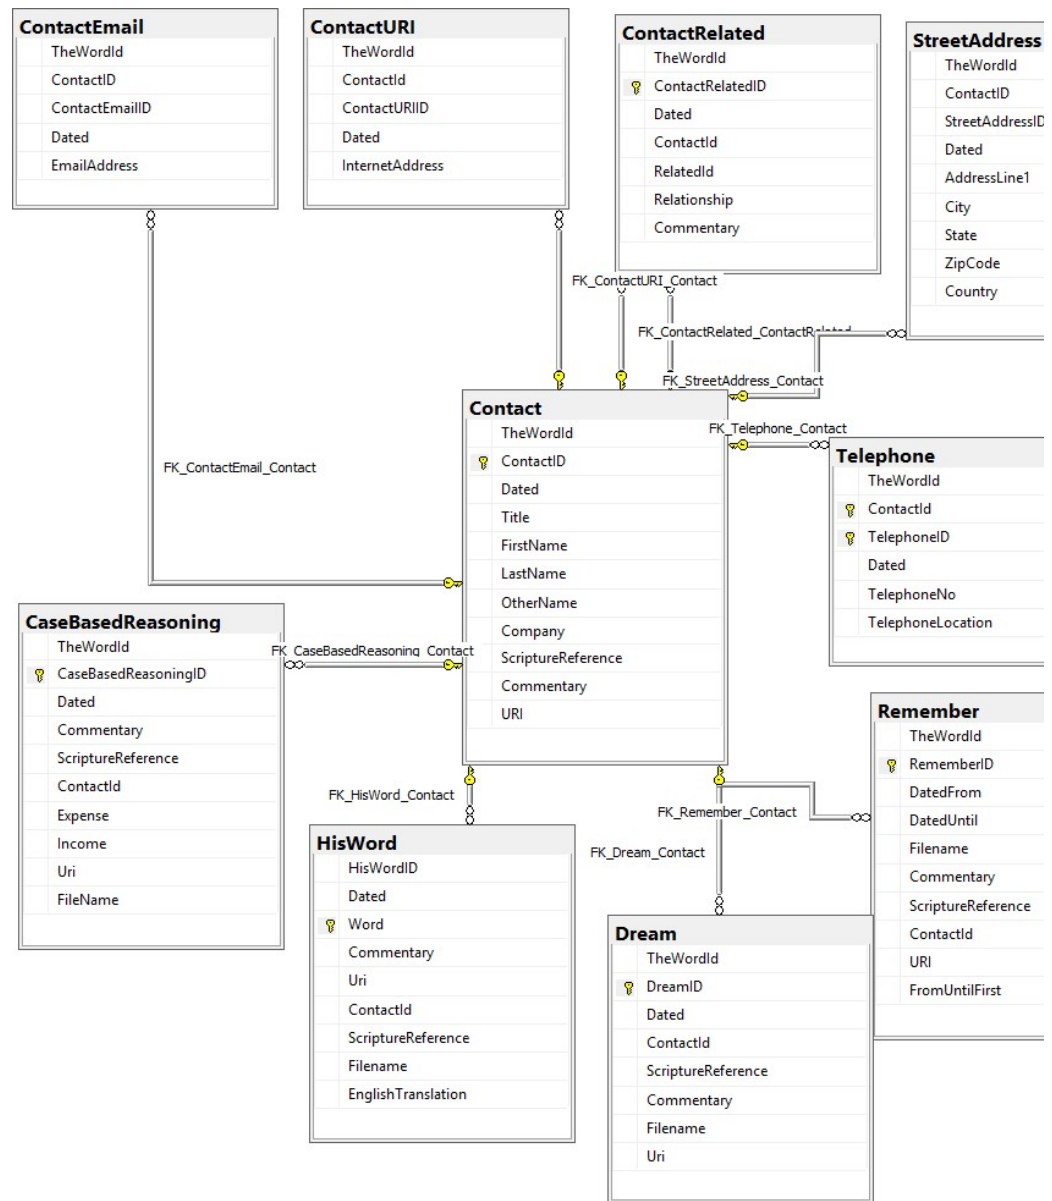 ContactEmail
TheWordId
ContactID
ContactEmailID
Dated
EmailAddress
ContactURI
TheWordId
ContactId
ContactURIID
Dated
InternetAddress
ContactRelated
TheWordId
ContactRelatedID
Dated
ContactId
RelatedId
Relationship
Commentary
StreetAddress
TheWordId
ContactID
StreetAddressID
Dated
AddressLine1
City
State
ZipCode
Country
FK_ContactURI_Contact
FK_ContactRelated_ContactRelated
FK_StreetAddress_Contact
FK_Telephone_Contact
FK_ContactEmail_Contact
Contact
TheWordId
ContactID
Dated
Title
FirstName
LastName
OtherName
Company
ScriptureReference
Commentary
URI
Telephone
TheWordId
ContactId
TelephoneID
Dated
TelephoneNo
TelephoneLocation
CaseBasedReasoning
TheWordId
CaseBasedReasoningID
Dated
Commentary
ScriptureReference
ContactId
Expense
Income
Uri
FileName
FK_CaseBasedReasoning_Contact
FK_HisWord_Contact
FK_Remember_Contact
FK_Dream_Contact
HisWord
HisWordID
Dated
Word
Commentary
Uri
ContactId
ScriptureReference
Filename
EnglishTranslation
Remember
TheWordId
RememberID
DatedFrom
DatedUntil
Filename
Commentary
ScriptureReference
ContactId
URI
FromUntilFirst
Dream
TheWordId
DreamID
Dated
ContactId
ScriptureReference
Commentary
Filename
Uri